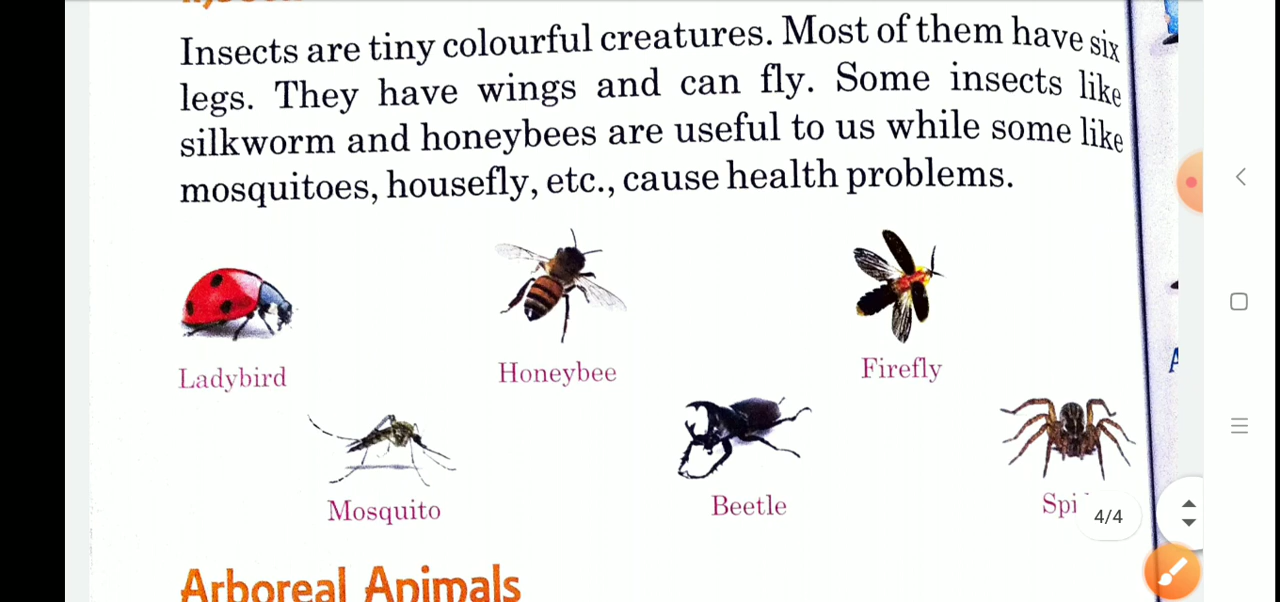 Insects are tiny colourful creatures. Most of them have six
legs. They have wings and can fly. Some insects like
silkworm and honeybees are useful to us while some like
mosquitoes, housefly, etc., cause health problems.
Ladybird
Honeybee
Firefly
Mosquito
Beetle
Spi
4/4
Arboreal Animals